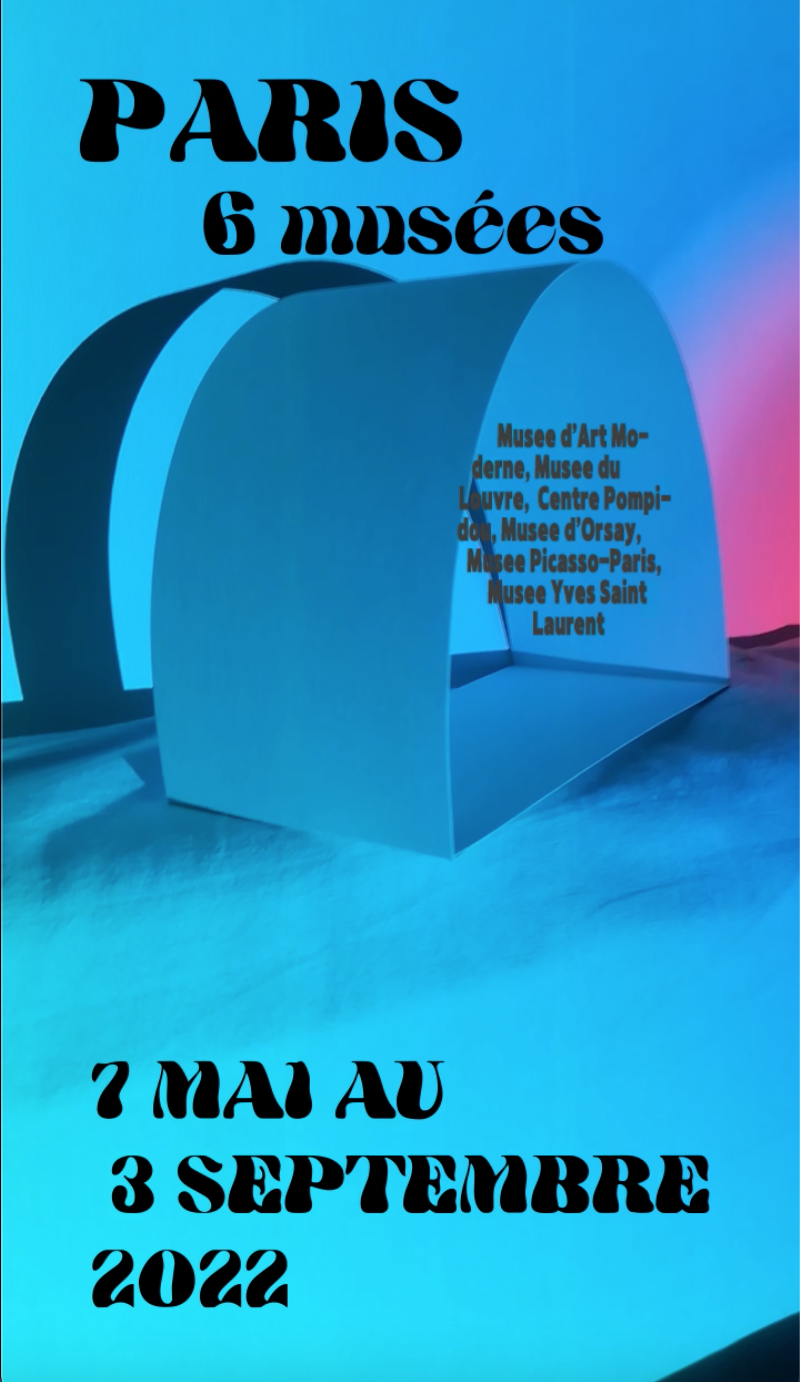 PARIS
6 musées
Musee d'Art Mo-
derne, Musee du
Louvre, Centre Pompi-
dou, Musee d'Orsay,
Musee Picasso-Paris,
Musee Yves Saint
Laurent
7 MAI AU
3 SEPTEMBRE
2022